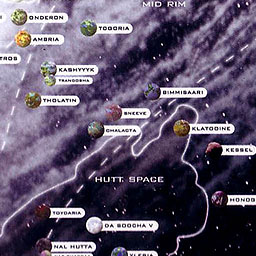 MID RIM
ONDERON
TOGORIA
AMBRIA
TROS
KASHYYYK
TRANDOSHA
THOLATIN
BIMMISAARI
SNEEVE
CHALACTA
KLATOOINE
KESSEL
HUTT SPACE
HONOG
TOYDARIA
DA SOOCHA V
NAL HUTTA
YLESIA